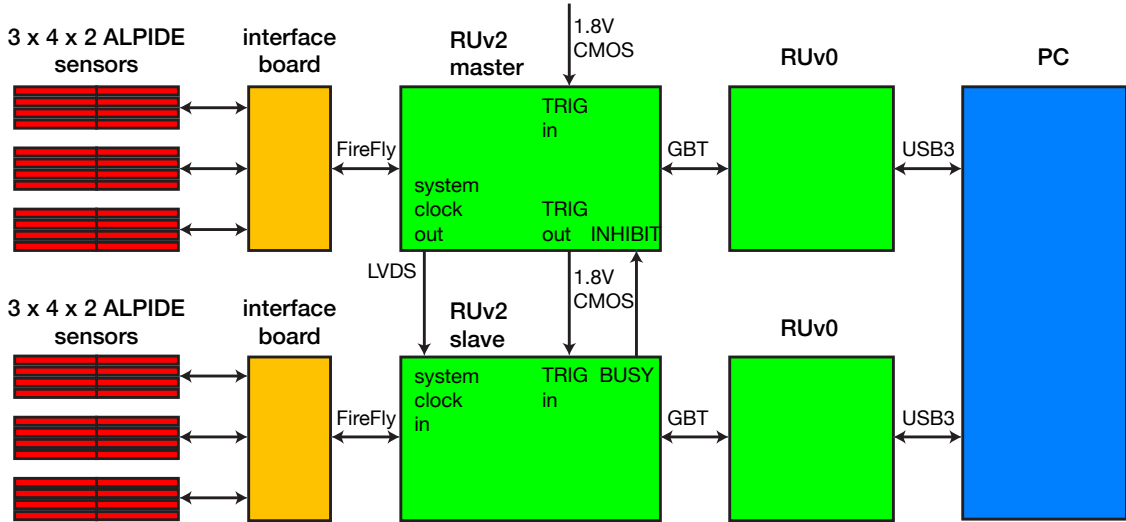 3 x 4 x 2 ALPIDE
sensors
interface
board
RUv2
master
1.8V
CMOS
RUv0
PC
TRIG
in
FireFly
GBT
USB3
system
clock
out
TRIG
out INHIBIT
LVDS
1.8V
CMOS
3 x 4 x 2 ALPIDE
sensors
interface
board
RUv2
slave
RUv0
system
clock
in
TRIG BUSY
in
FireFly
GBT
USB3